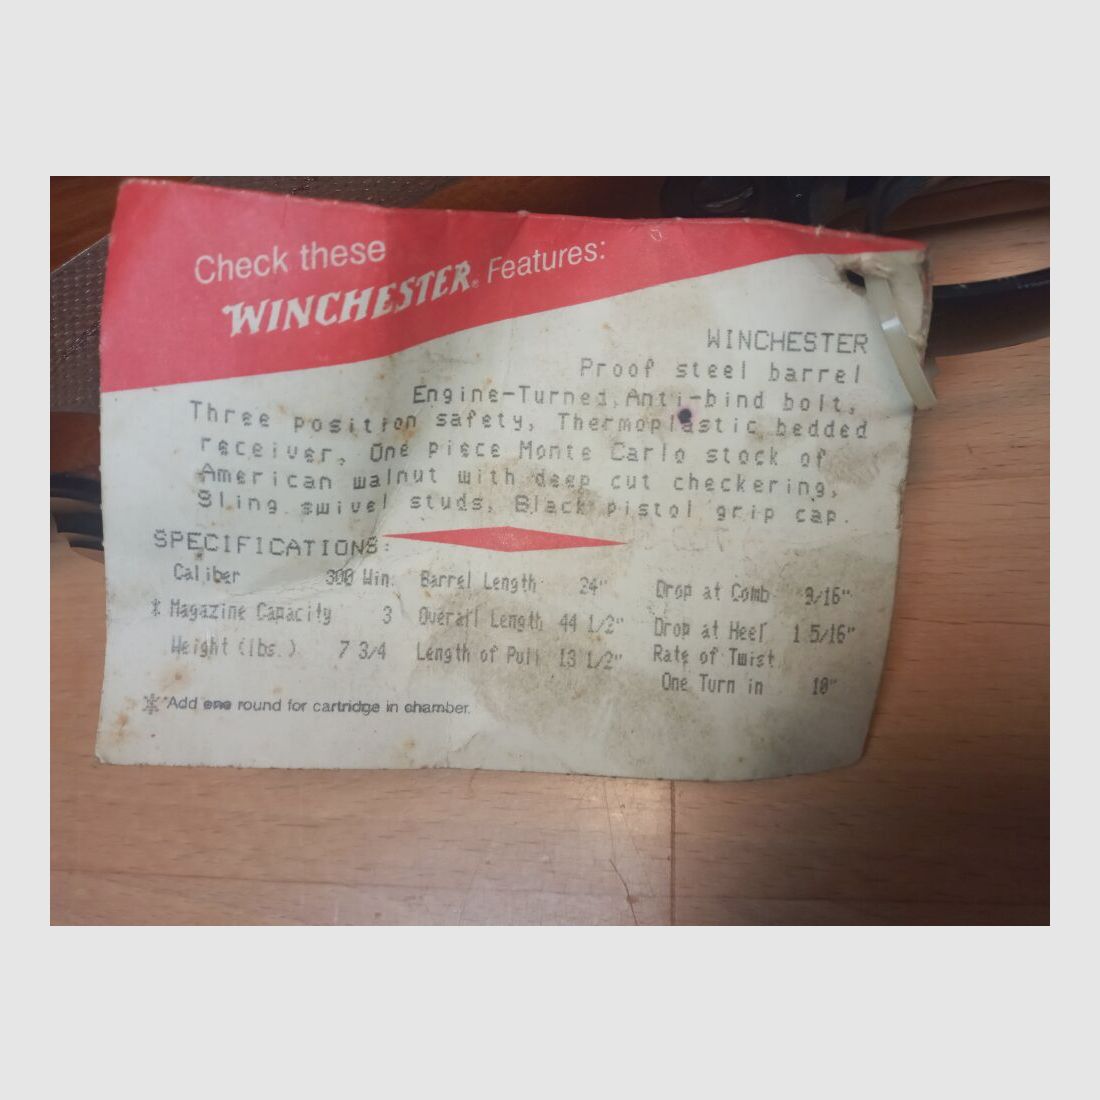 Check these
WINCHESTER® Features:
WINCHESTER
Proof steel barrel
Engine-Turned, Anti-bind bolt,
Three position safety, Thermoplastic bedded
receiver, One piece Monte Carlo stock of
American walnut with deep cut checkering,
Sling swivel studs, Black pistol grip cap.
SPECIFICATIONS:
Caliber 300 Win. Barrel Length 24" Drop at Comb 9/16"
* Magazine Capacity 3 Overall Length 44 1/2" Drop at Heel 1 5/16"
Weight (lbs.) 7 3/4 Length of Pull 13 1/2" Rate of Twist
One Turn in 10"
* *Add one round for cartridge in chamber.